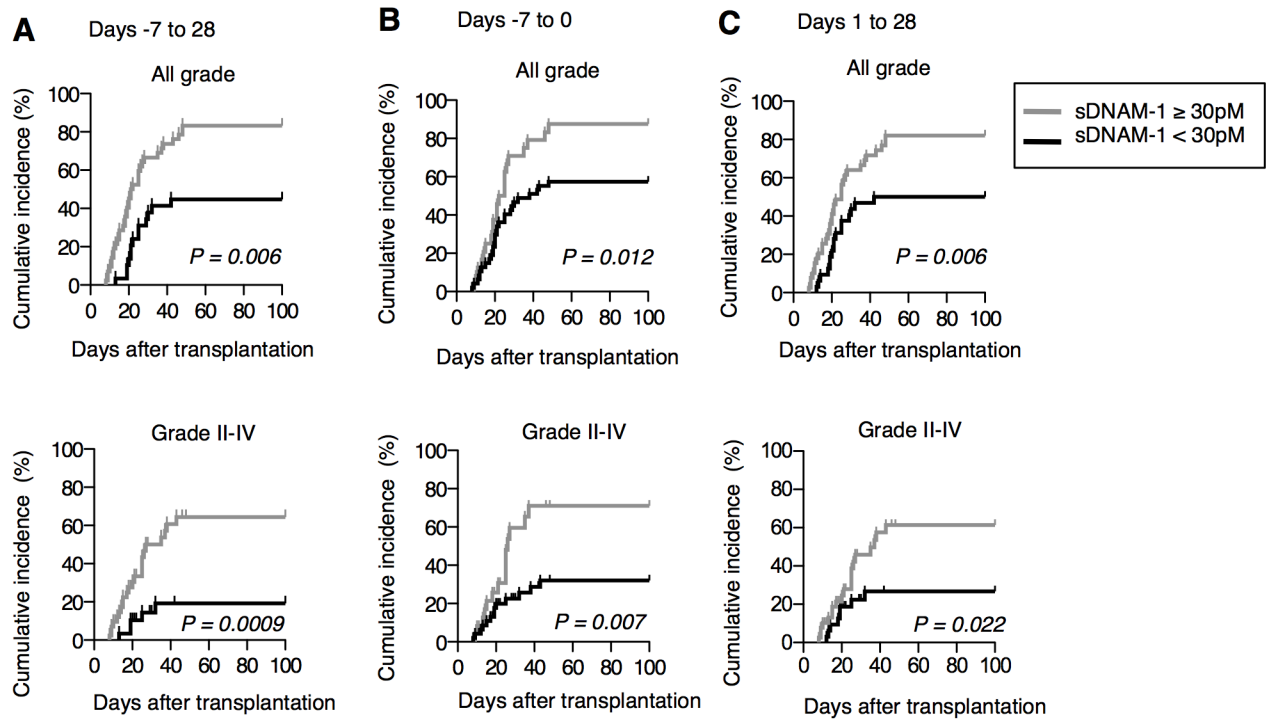 A
Days -7 to 28
All grade
Cumulative incidence (%)
100
80
60
40
20
0
P = 0.006
0 20 40 60 80 100
Days after transplantation
B
Days -7 to 0
All grade
Cumulative incidence (%)
100
80
60
40
20
0
P = 0.012
0 20 40 60 80 100
Days after transplantation
C
Days 1 to 28
All grade
Cumulative incidence (%)
100
80
60
40
20
0
P = 0.006
0 20 40 60 80 100
Days after transplantation
sDNAM-1 ≥ 30pM
sDNAM-1 < 30pM
Grade II-IV
Cumulative incidence (%)
100
80
60
40
20
0
P = 0.0009
0 20 40 60 80 100
Days after transplantation
Grade II-IV
Cumulative incidence (%)
100
80
60
40
20
0
P = 0.007
0 20 40 60 80 100
Days after transplantation
Grade II-IV
Cumulative incidence (%)
100
80
60
40
20
0
P = 0.022
0 20 40 60 80 100
Days after transplantation